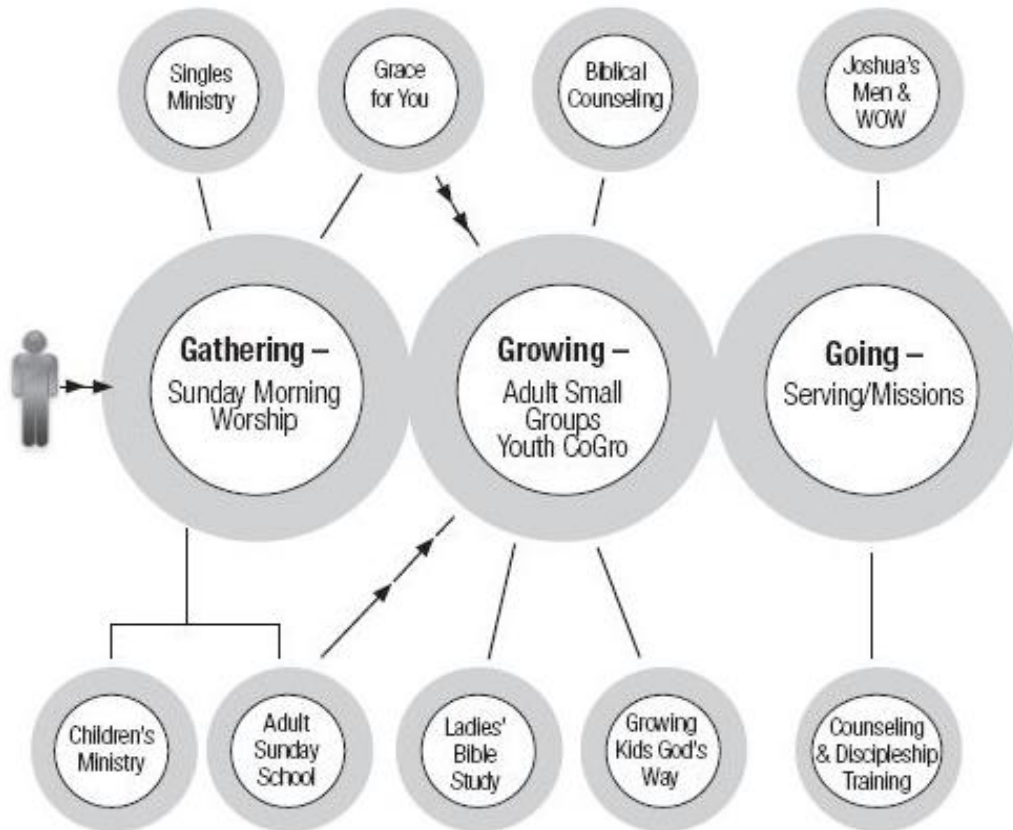 Singles
Ministry
Grace
for You
Biblical
Counseling
Joshua's
Men &
WOW
Gathering –
Sunday Morning
Worship
Growing –
Adult Small
Groups
Youth CoGro
Going –
Serving/Missions
Children's
Ministry
Adult
Sunday
School
Ladies'
Bible
Study
Growing
Kids God's
Way
Counseling
& Discipleship
Training